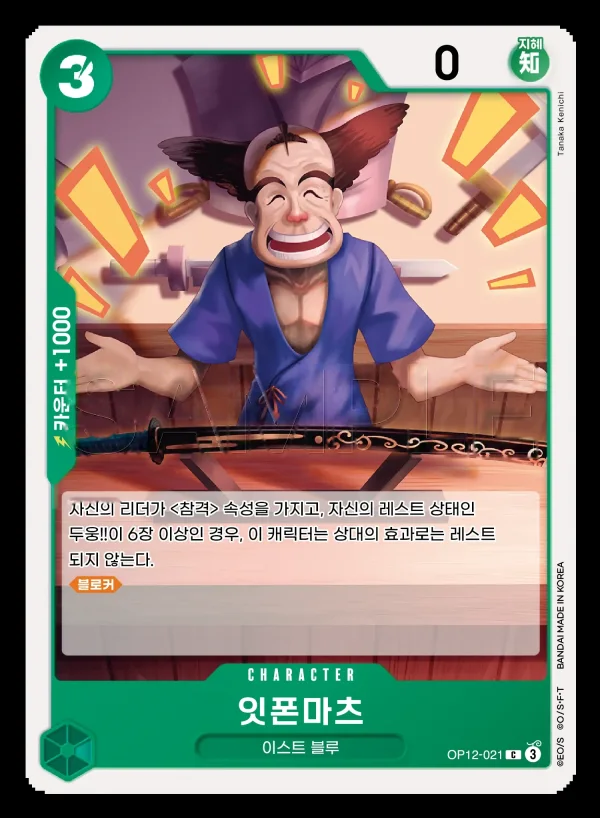 3
0
지혜
知
Tanaka Kenichi
카운터 +1000
SAMPLE
자신의 리더가 <참격> 속성을 가지고, 자신의 레스트 상태인
두웅!!이 6장 이상인 경우, 이 캐릭터는 상대의 효과로는 레스트
되지 않는다.
블로커
CHARACTER
잇폰마츠
이스트 블루
OP12-021 C 3
©EO/S ©O/S·F·T BANDAI MADE IN KOREA